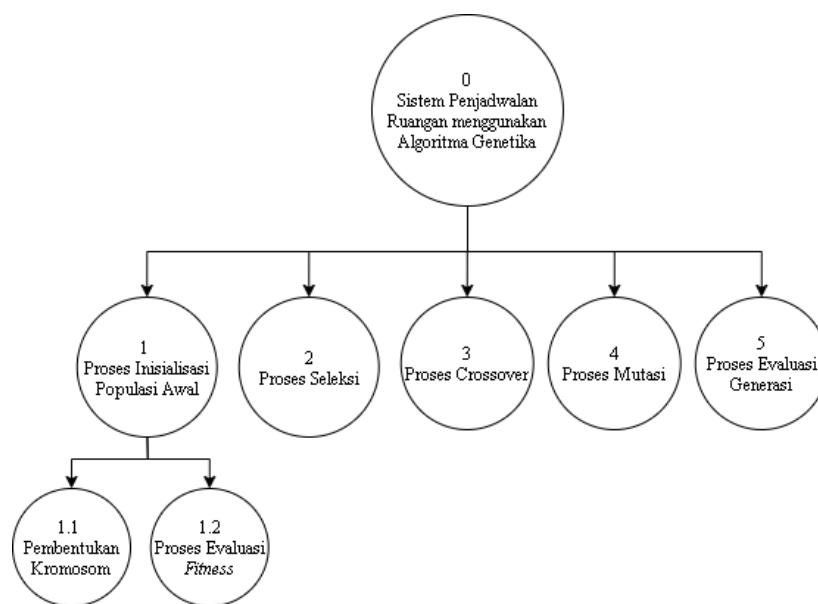 0
Sistem Penjadwalan
Ruangan menggunakan
Algoritma Genetika
1
Proses Inisialisasi
Populasi Awal
2
Proses Seleksi
3
Proses Crossover
4
Proses Mutasi
5
Proses Evaluasi
Generasi
1.1
Pembentukan
Kromosom
1.2
Proses Evaluasi
Fitness